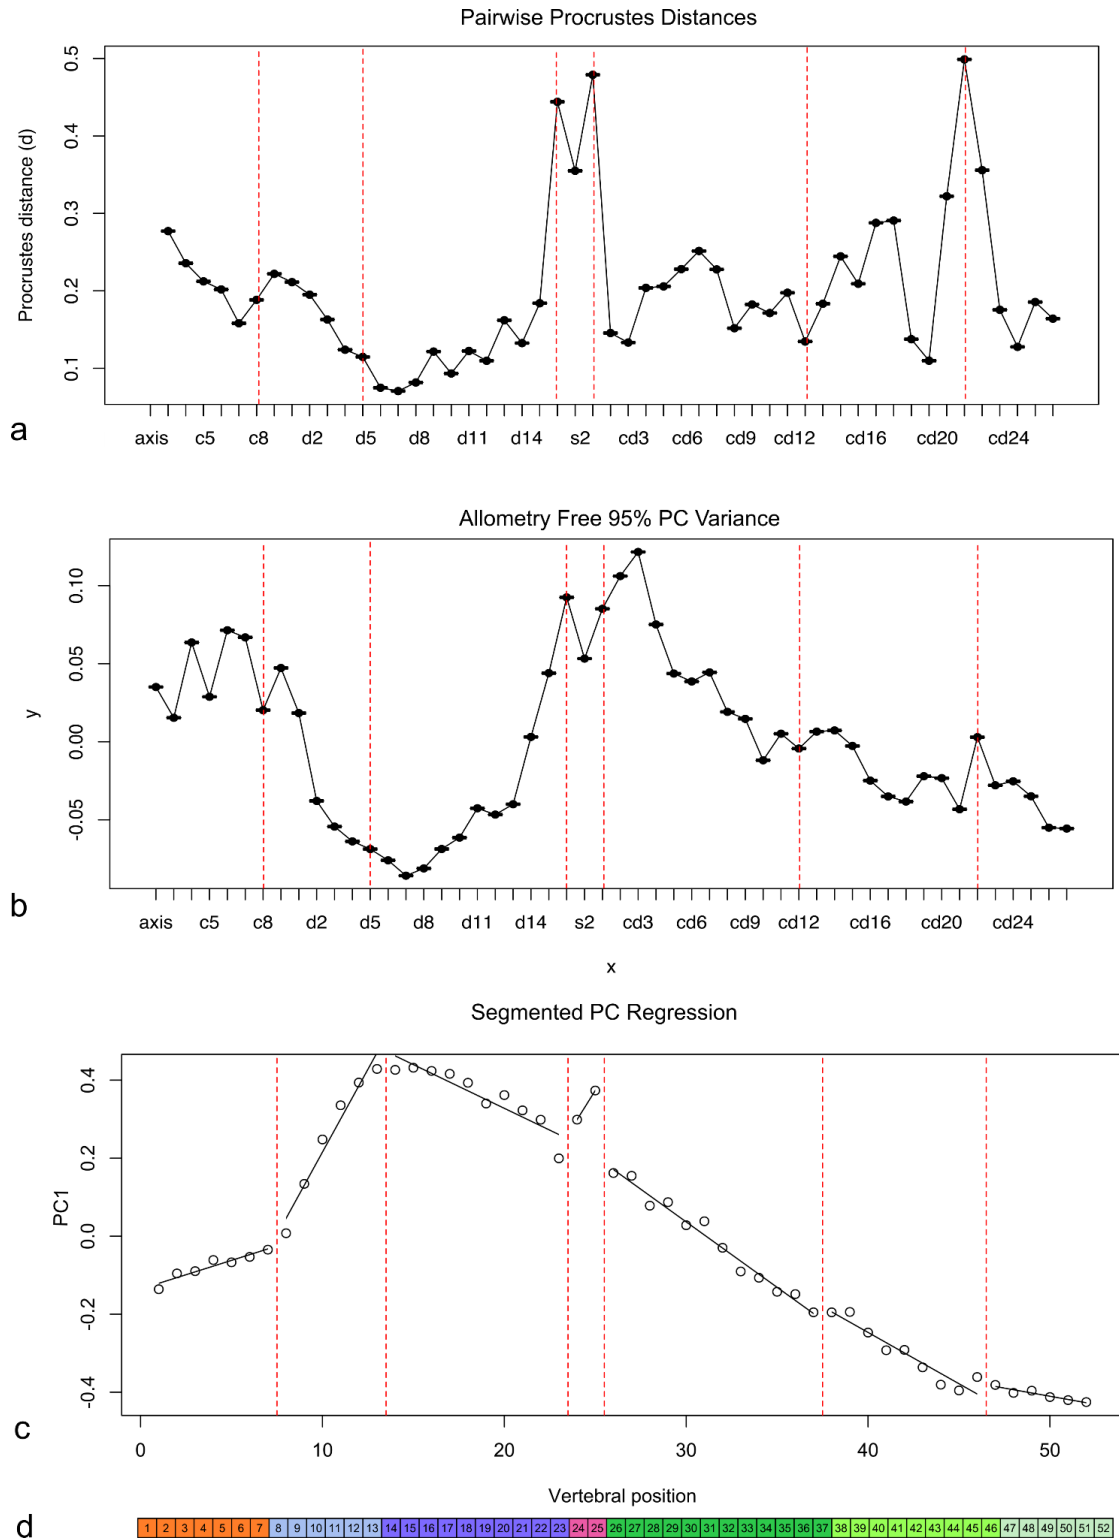 Pairwise Procrustes Distances
Procrustes distance (d)
0.5
0.4
0.3
0.2
0.1
axis c5 c8 d2 d5 d8 d11 d14 s2 cd3 cd6 cd9 cd12 cd16 cd20 cd24
a
Allometry Free 95% PC Variance
y
0.10
0.05
0.00
-0.05
axis c5 c8 d2 d5 d8 d11 d14 s2 cd3 cd6 cd9 cd12 cd16 cd20 cd24
b
x
Segmented PC Regression
PC1
0.4
0.2
0.0
-0.2
-0.4
c
0 10 20 30 40 50
Vertebral position
d 1 2 3 4 5 6 7 8 9 10 11 12 13 14 15 16 17 18 19 20 21 22 23 24 25 26 27 28 29 30 31 32 33 34 35 36 37 38 39 40 41 42 43 44 45 46 47 48 49 50 51 52